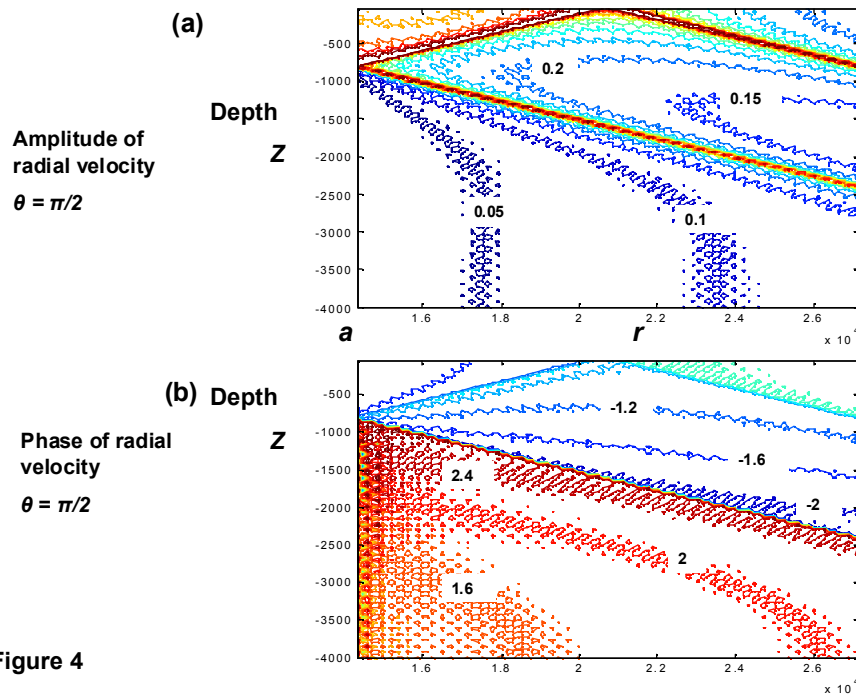 (a)
Depth
Z
Amplitude of
radial velocity
θ = π/2
-500
-1000
-1500
-2000
-2500
-3000
-3500
-4000
0.2
0.15
0.05
0.1
1.6
1.8
2
2.2
2.4
2.6
x 10
a
r
(b) Depth
Z
Phase of radial
velocity
θ = π/2
-500
-1000
-1500
-2000
-2500
-3000
-3500
-4000
-1.2
-1.6
2.4
-2
2
1.6
1.6
1.8
2
2.2
2.4
2.6
x 10
Figure 4